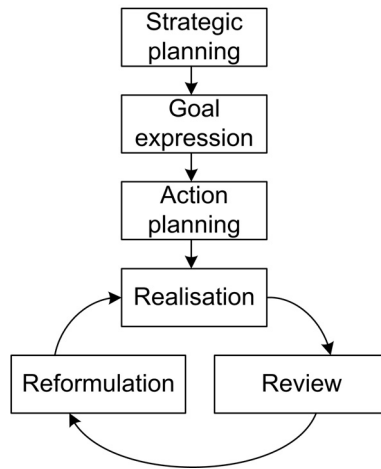 Strategic
planning
Goal
expression
Action
planning
Realisation
Reformulation
Review